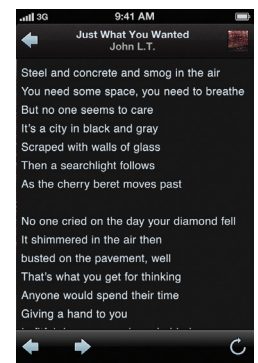 3G 9:41 AM
Just What You Wanted
John L.T.
Steel and concrete and smog in the air
You need some space, you need to breathe
But no one seems to care
It's a city in black and gray
Scraped with walls of glass
Then a searchlight follows
As the cherry beret moves past
No one cried on the day your diamond fell
It shimmered in the air then
busted on the pavement, well
That's what you get for thinking
Anyone would spend their time
Giving a hand to you